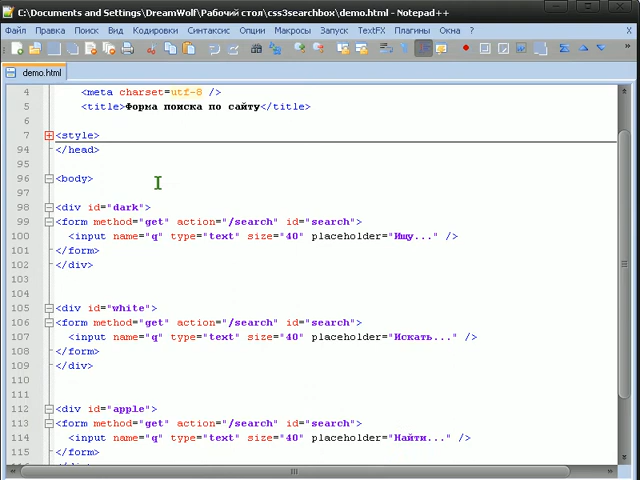 C:\Documents and Settings\DreamWolf\Рабочий стол\css3searchbox\demo.html - Notepad++
Файл Правка Поиск Вид Кодировки Синтаксис Опции Макросы Запуск TextFX Плагины Окна ? X
demo.html
4 <meta charset=utf-8 />
5 <title>Форма поиска по сайту</title>
6
7 <style>
94 </head>
95
96 <body>
97
98 <div id="dark">
99 <form method="get" action="/search" id="search">
100 <input name="q" type="text" size="40" placeholder="Ищу..." />
101 </form>
102 </div>
103
104
105 <div id="white">
106 <form method="get" action="/search" id="search">
107 <input name="q" type="text" size="40" placeholder="Искать..." />
108 </form>
109 </div>
110
111
112 <div id="apple">
113 <form method="get" action="/search" id="search">
114 <input name="q" type="text" size="40" placeholder="Найти..." />
115 </form>